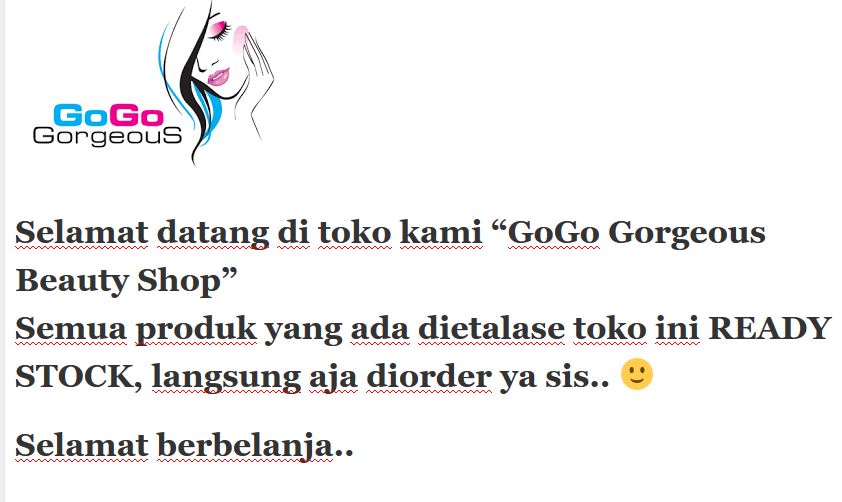 GoGo
GorgeouS
Selamat datang di toko kami “GoGo Gorgeous
Beauty Shop”
Semua produk yang ada dietalase toko ini READY
STOCK, langsung aja diorder ya sis.. 🙂
Selamat berbelanja..